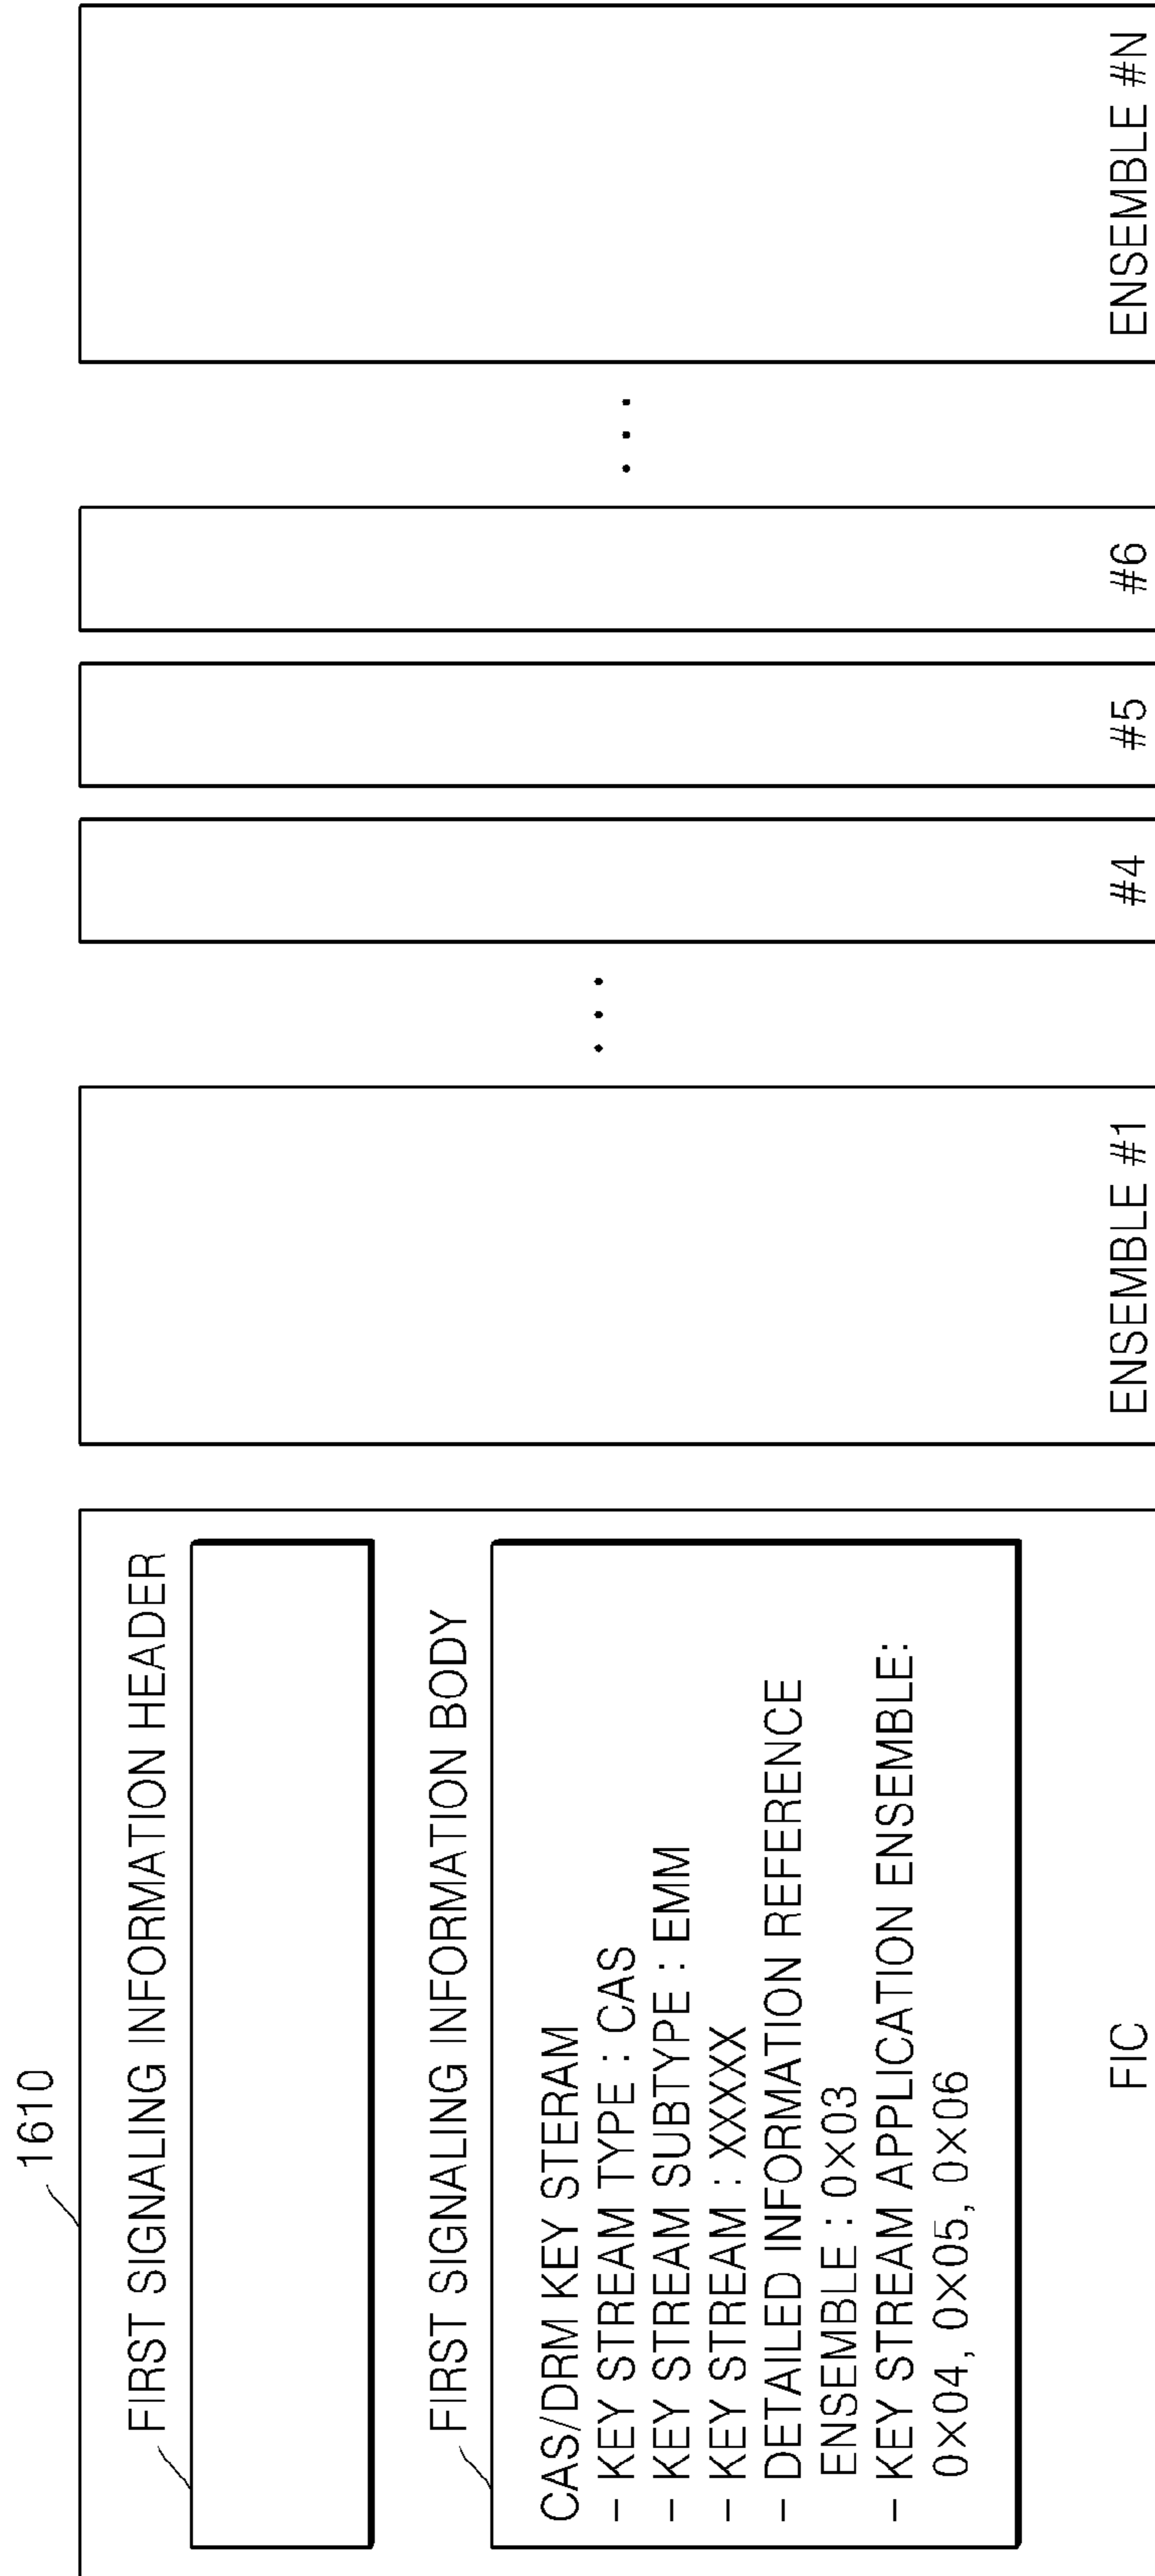 1610
FIRST SIGNALING INFORMATION HEADER
FIRST SIGNALING INFORMATION BODY
CAS/DRM KEY STERAM
- KEY STREAM TYPE : CAS
- KEY STREAM SUBTYPE : EMM
- KEY STREAM : XXXXX
- DETAILED INFORMATION REFERENCE
ENSEMBLE : 0×03
- KEY STREAM APPLICATION ENSEMBLE:
0×04, 0×05, 0×06
FIC
ENSEMBLE #1
#4
#5
#6
ENSEMBLE #N